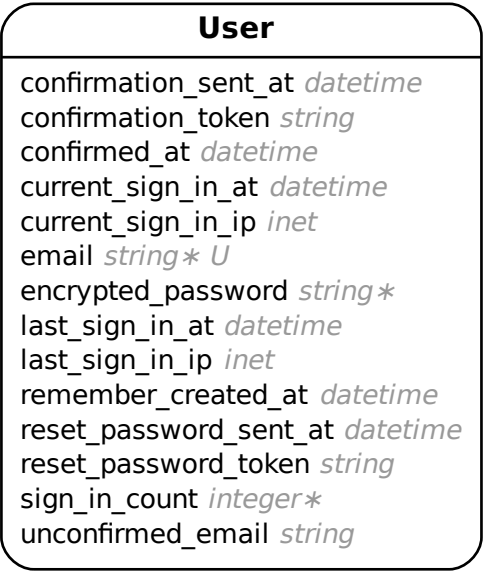 User
confirmation_sent_at datetime
confirmation_token string
confirmed_at datetime
current_sign_in_at datetime
current_sign_in_ip inet
email string∗ U
encrypted_password string∗
last_sign_in_at datetime
last_sign_in_ip inet
remember_created_at datetime
reset_password_sent_at datetime
reset_password_token string
sign_in_count integer∗
unconfirmed_email string